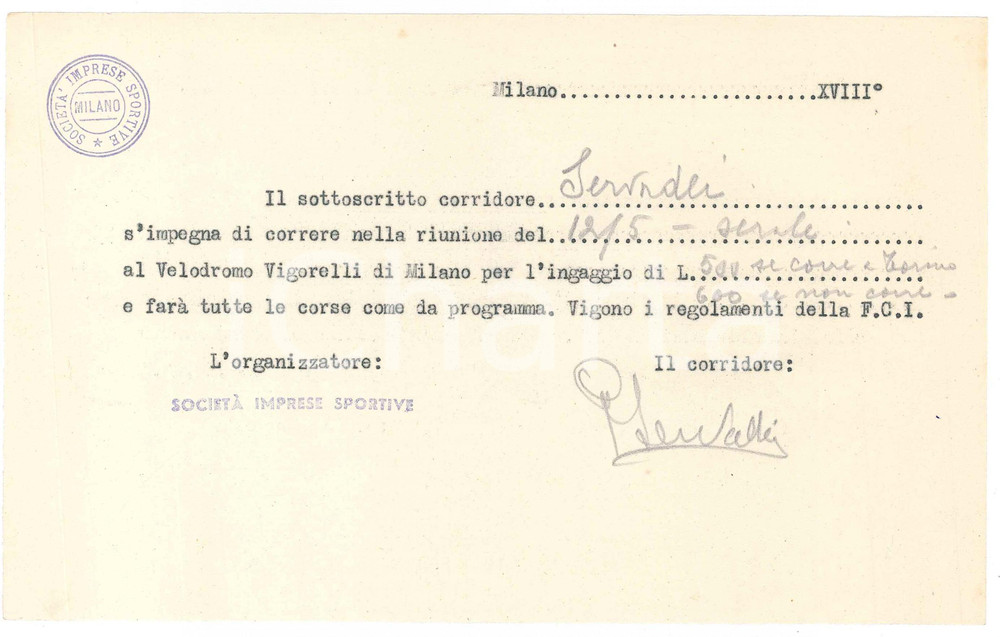 SOCIETA' IMPRESE SPORTIVE
MILANO
Milano........................XVIII°
Il sottoscritto corridore..Servadei
s'impegna di correre nella riunione del..12/5 - serale
al Velodromo Vigorelli di Milano per l'ingaggio di L. 500 se corre a Torino
600 se non corre -
e farà tutte le corse come da programma. Vigono i regolamenti della F.C.I.
L'organizzatore: Il corridore:
SOCIETÀ IMPRESE SPORTIVE
Servadei